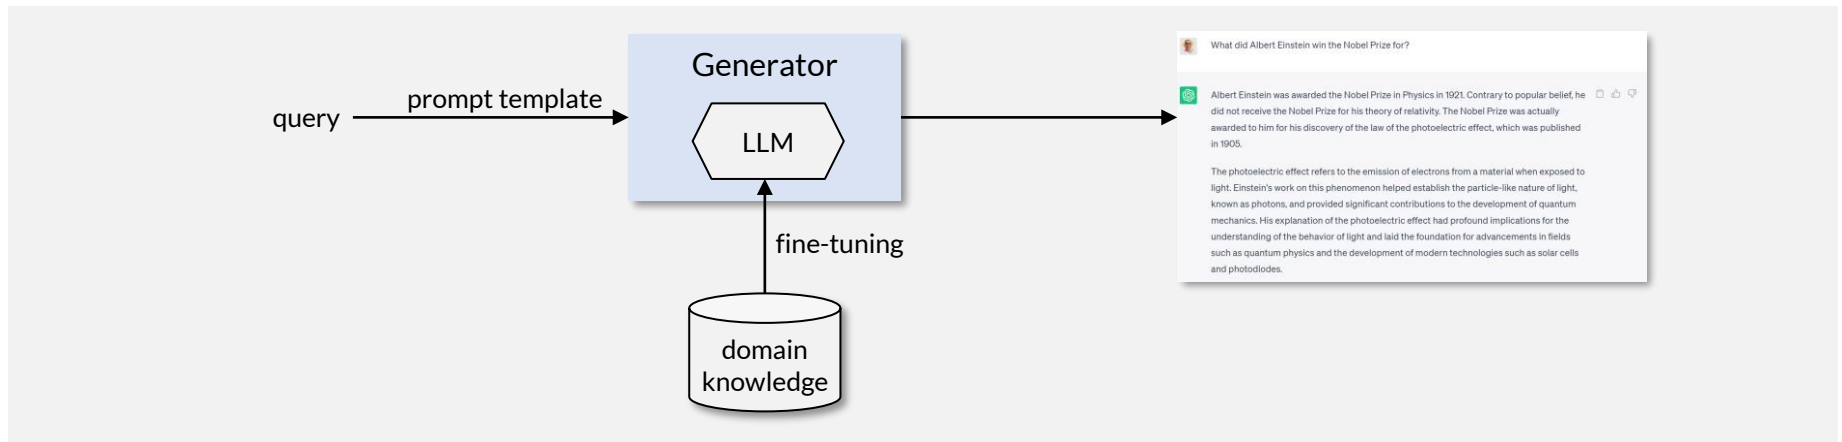 query
prompt template
Generator
LLM
fine-tuning
domain
knowledge
What did Albert Einstein win the Nobel Prize for?
Albert Einstein was awarded the Nobel Prize in Physics in 1921. Contrary to popular belief, he
did not receive the Nobel Prize for his theory of relativity. The Nobel Prize was actually
awarded to him for his discovery of the law of the photoelectric effect, which was published
in 1905.
The photoelectric effect refers to the emission of electrons from a material when exposed to
light. Einstein's work on this phenomenon helped establish the particle-like nature of light,
known as photons, and provided significant contributions to the development of quantum
mechanics. His explanation of the photoelectric effect had profound implications for the
understanding of the behavior of light and laid the foundation for advancements in fields
such as quantum physics and the development of modern technologies such as solar cells
and photodiodes.